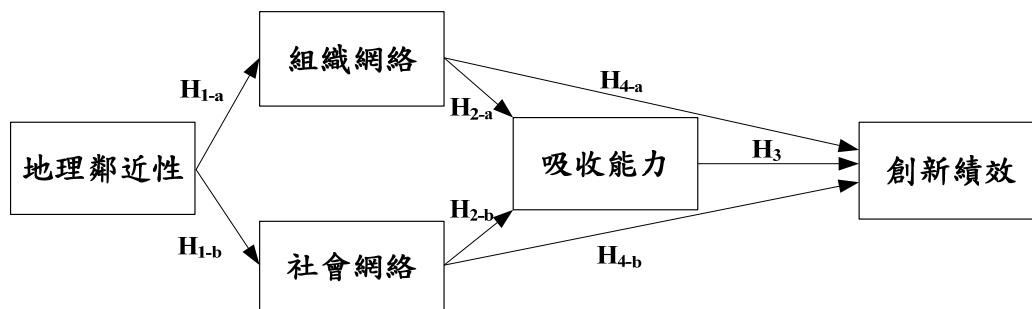 組織網絡
H1-a
H4-a
H2-a
地理鄰近性
吸收能力
H3
創新績效
H2-b
H1-b
社會網絡
H4-b